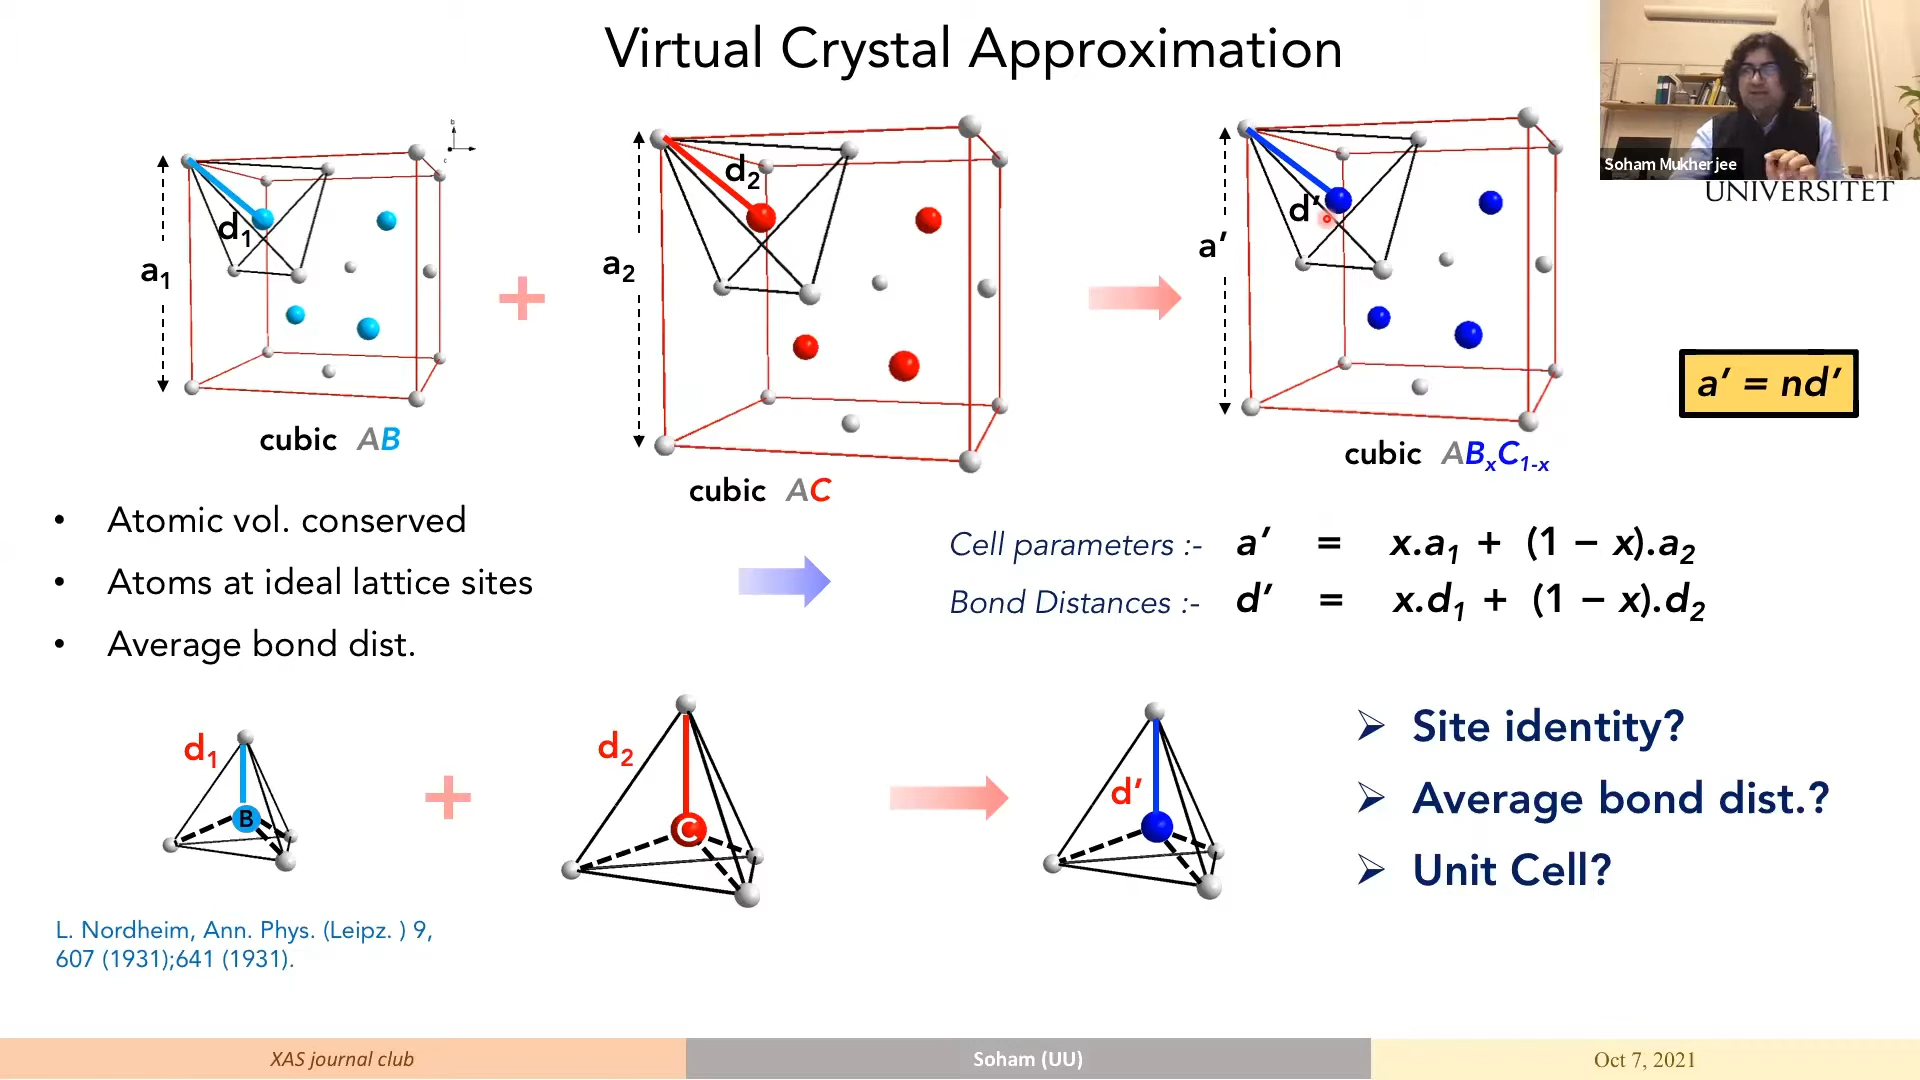 Virtual Crystal Approximation
Soham Mukherjee
UNIVERSITET
b
c
d₁
a₁
d₂
a₂
d′
a′
a′ = nd′
cubic AB
cubic AC
cubic ABₓC₁₋ₓ
• Atomic vol. conserved
• Atoms at ideal lattice sites
• Average bond dist.
Cell parameters :- a′ = x.a₁ + (1 − x).a₂
Bond Distances :- d′ = x.d₁ + (1 − x).d₂
d₁
B
d₂
C
d′
➢ Site identity?
➢ Average bond dist.?
➢ Unit Cell?
L. Nordheim, Ann. Phys. (Leipz. ) 9,
607 (1931);641 (1931).
XAS journal club
Soham (UU)
Oct 7, 2021